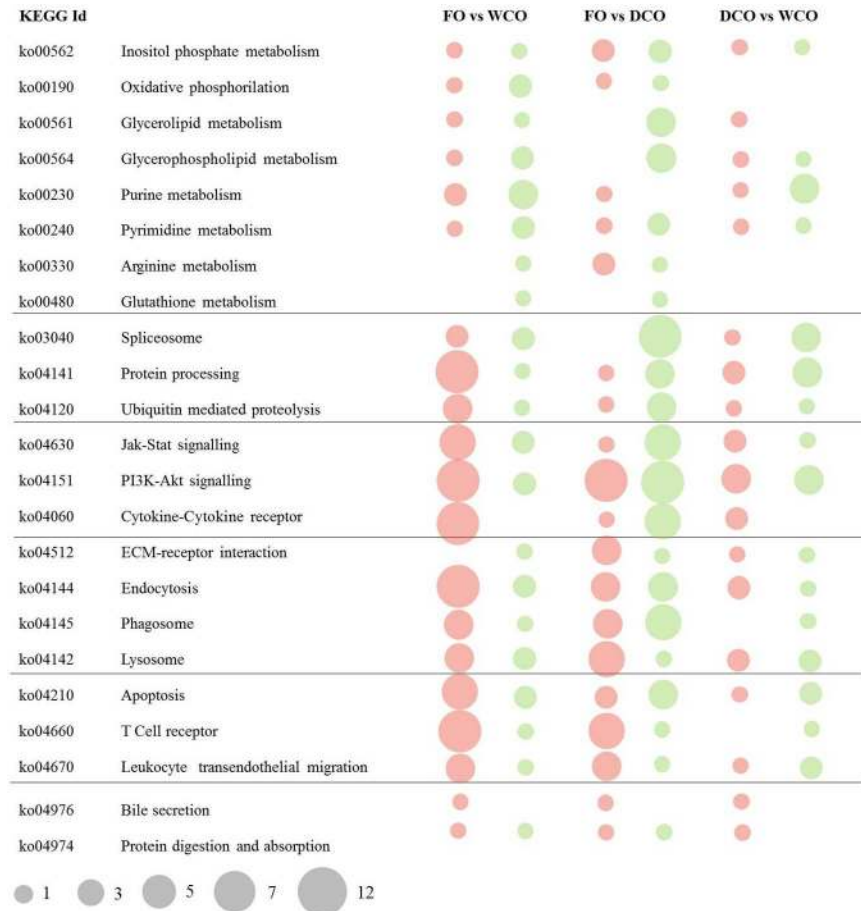 KEGG Id FO vs WCO FO vs DCO DCO vs WCO
ko00562 Inositol phosphate metabolism
ko00190 Oxidative phosphorilation
ko00561 Glycerolipid metabolism
ko00564 Glycerophospholipid metabolism
ko00230 Purine metabolism
ko00240 Pyrimidine metabolism
ko00330 Arginine metabolism
ko00480 Glutathione metabolism
ko03040 Spliceosome
ko04141 Protein processing
ko04120 Ubiquitin mediated proteolysis
ko04630 Jak-Stat signalling
ko04151 PI3K-Akt signalling
ko04060 Cytokine-Cytokine receptor
ko04512 ECM-receptor interaction
ko04144 Endocytosis
ko04145 Phagosome
ko04142 Lysosome
ko04210 Apoptosis
ko04660 T Cell receptor
ko04670 Leukocyte transendothelial migration
ko04976 Bile secretion
ko04974 Protein digestion and absorption
1 3 5 7 12